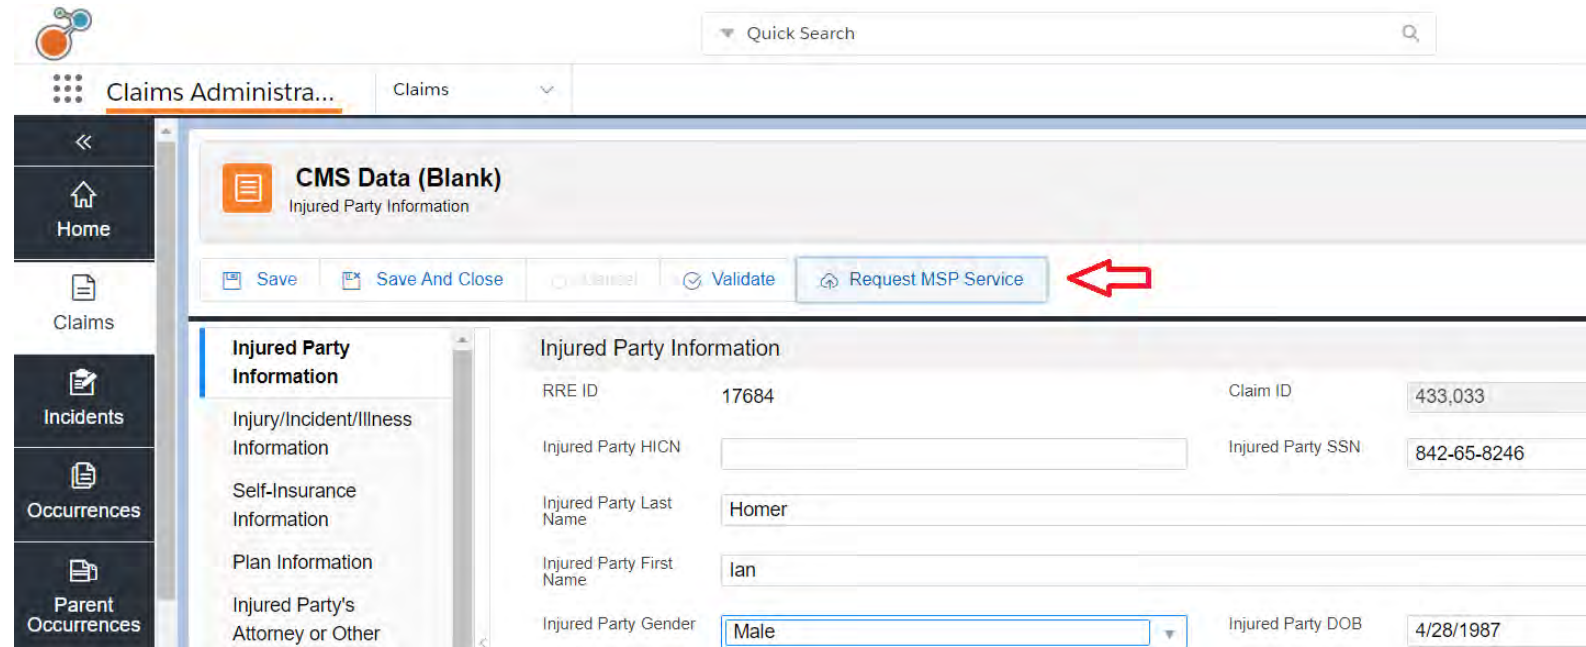 Quick Search
Claims Administra...
Claims
Home
Claims
Incidents
Occurrences
Parent
Occurrences
CMS Data (Blank)
Injured Party Information
Save
Save And Close
Cancel
Validate
Request MSP Service
Injured Party
Information
Injury/Incident/Illness
Information
Self-Insurance
Information
Plan Information
Injured Party's
Attorney or Other
Injured Party Information
RRE ID
17684
Claim ID
433,033
Injured Party HICN
Injured Party SSN
842-65-8246
Injured Party Last
Name
Homer
Injured Party First
Name
Ian
Injured Party Gender
Male
Injured Party DOB
4/28/1987